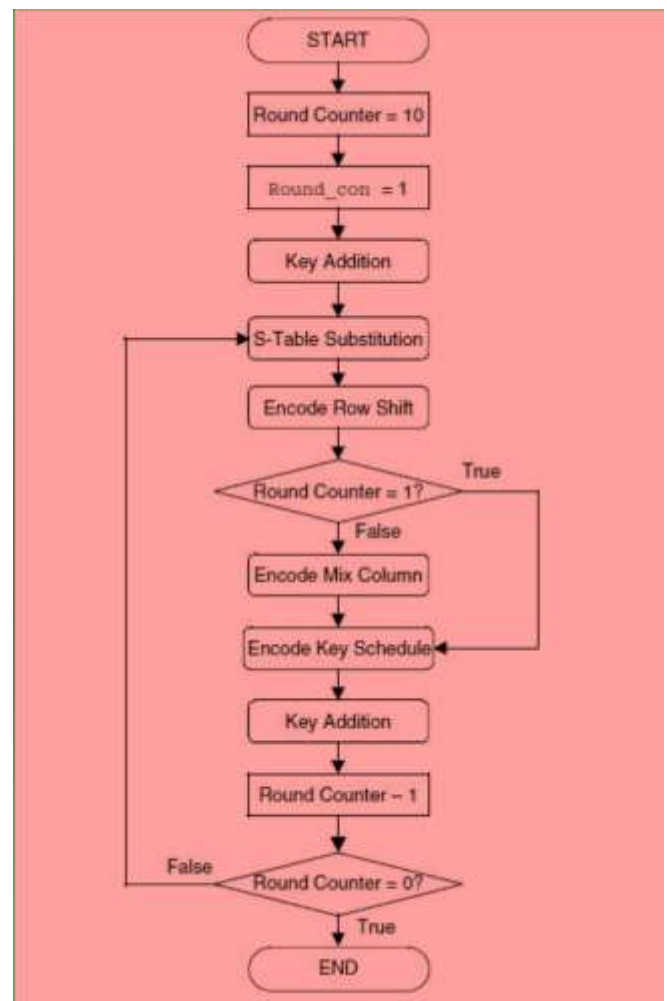 START
Round Counter = 10
Round_con = 1
Key Addition
S-Table Substitution
Encode Row Shift
True
Round Counter = 1?
False
Encode Mix Column
Encode Key Schedule
Key Addition
Round Counter – 1
False
Round Counter = 0?
True
END